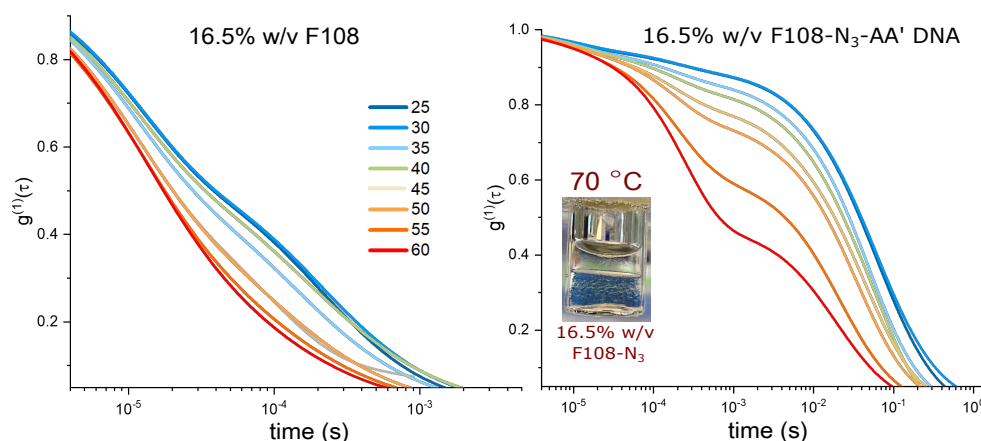 16.5% w/v F108
g⁽¹⁾(τ)
0.8
0.6
0.4
0.2
25
30
35
40
45
50
55
60
10⁻⁵
10⁻⁴
10⁻³
time (s)
16.5% w/v F108-N₃-AA' DNA
g⁽¹⁾(τ)
1.0
0.8
0.6
0.4
0.2
70 °C
16.5% w/v
F108-N₃
10⁻⁵
10⁻⁴
10⁻³
10⁻²
10⁻¹
10⁰
time (s)